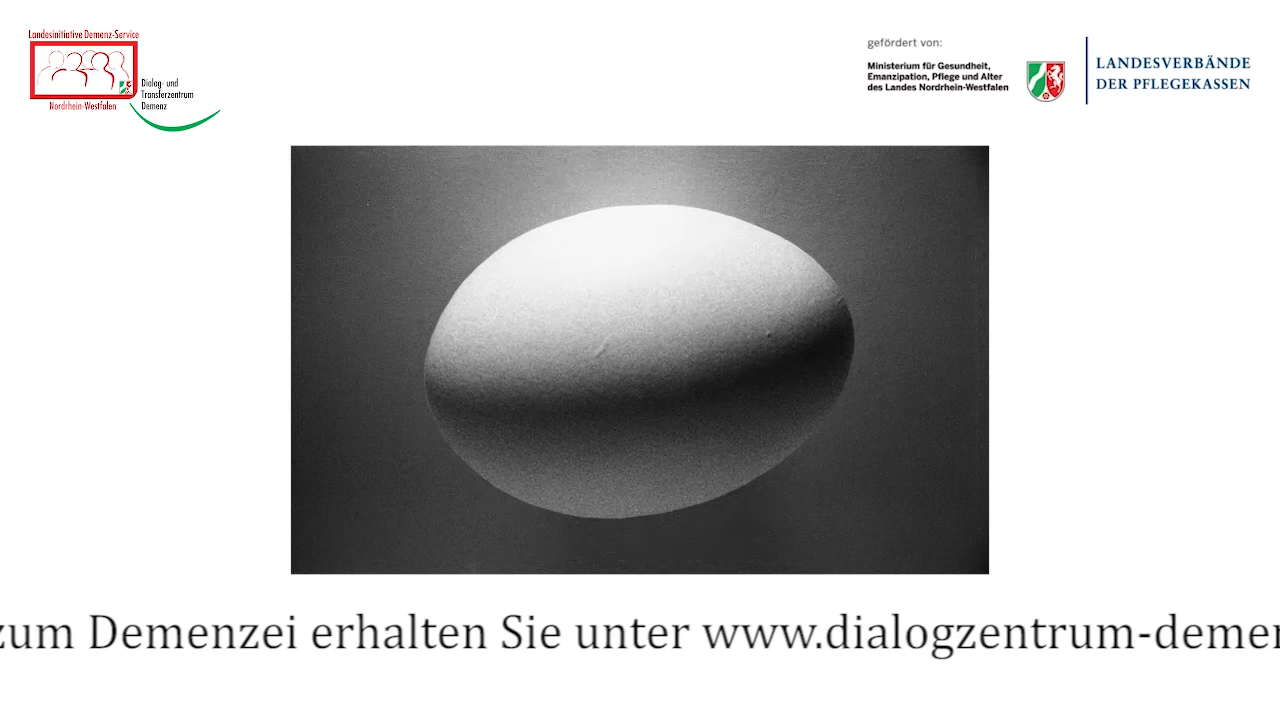 Landesinitiative Demenz-Service
Dialog- und
Transferzentrum
Demenz
Nordrhein-Westfalen
gefördert von:
Ministerium für Gesundheit,
Emanzipation, Pflege und Alter
des Landes Nordrhein-Westfalen
LANDESVERBÄNDE
DER PFLEGEKASSEN
zum Demenzei erhalten Sie unter www.dialogzentrum-demen